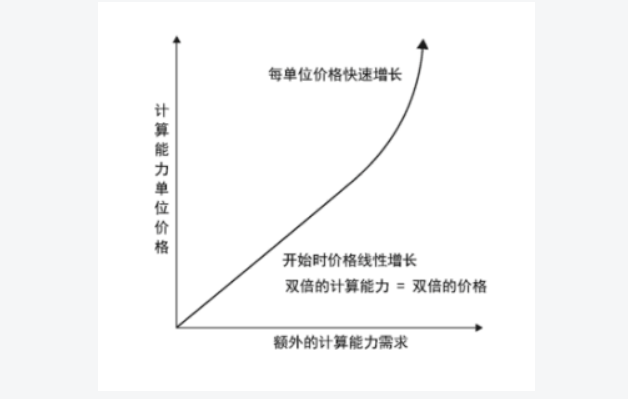 每单位价格快速增长
计算能力单位价格
开始时价格线性增长
双倍的计算能力 = 双倍的价格
额外的计算能力需求